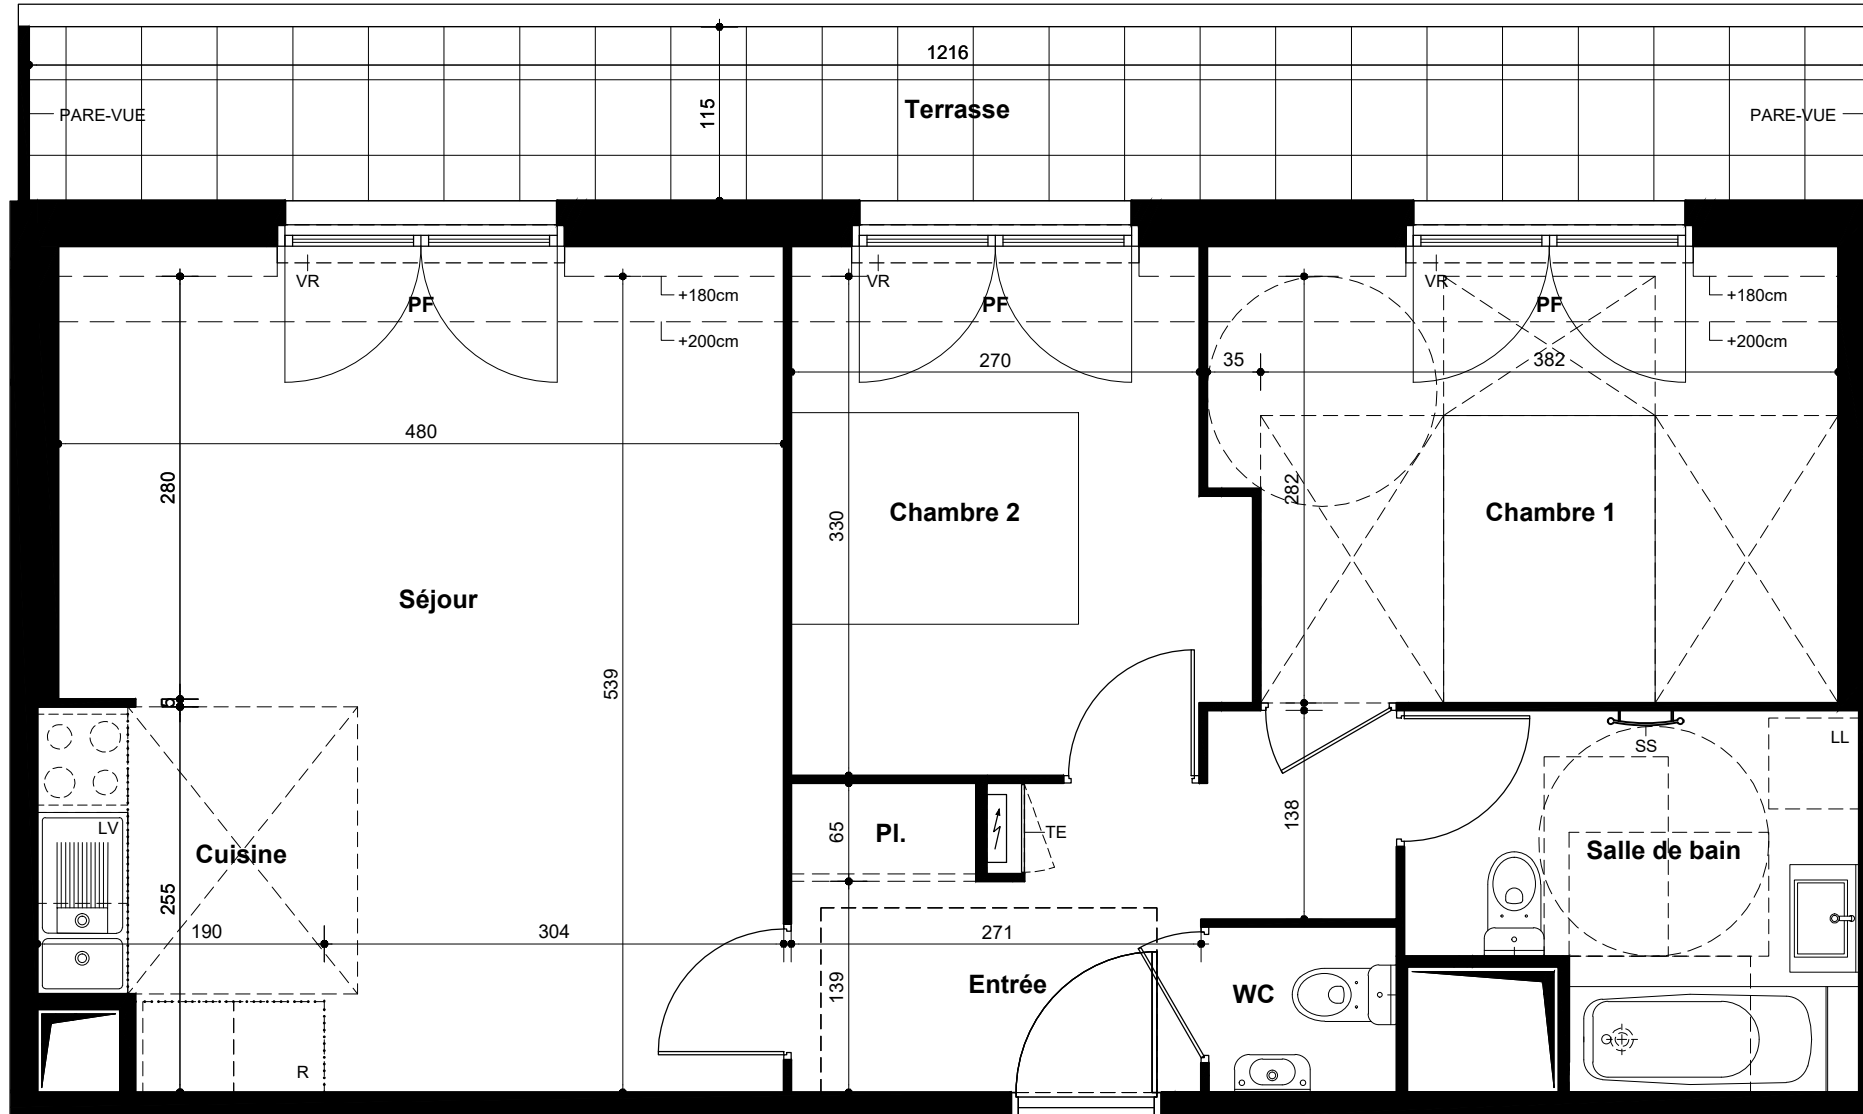 1216
115
Terrasse
PARE-VUE
PARE-VUE
VR
PF
+180cm
+200cm
VR
PF
VR
PF
+180cm
+200cm
270
35
382
480
280
282
Chambre 2
Chambre 1
330
Séjour
539
5
SS
LL
LV
138
TE
65
Pl.
Cuisine
Salle de bain
255
190
304
271
139
Entrée
WC
R